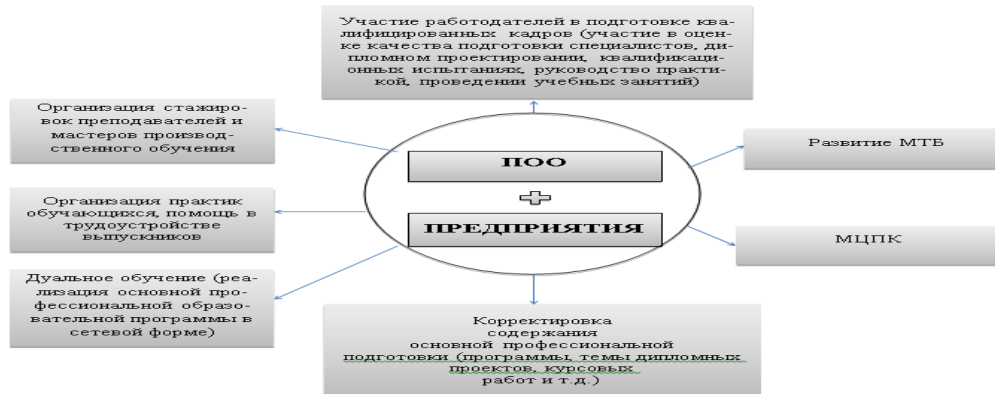 Участие работодателей в подготовке ква-
лифицированных кадров (участие в оцен-
ке качества подготовки специалистов, ди-
пломном проектировании, квалификаци-
онных испытаниях, руководство практи-
кой, проведении учебных занятий)
Организация стажиро-
вок преподавателей и
мастеров производ-
ственного обучения
ПОО
Развитие МТБ
Организация практик
обучающихся, помощь в
трудоустройстве
выпускников
ПРЕДПРИЯТИЯ
МЦПК
Дуальное обучение (реа-
лизация основной про-
фессиональной образо-
вательной программы в
сетевой форме)
Корректировка
содержания
основной профессиональной
подготовки (программы, темы дипломных
проектов, курсовых
работ и т.д.)